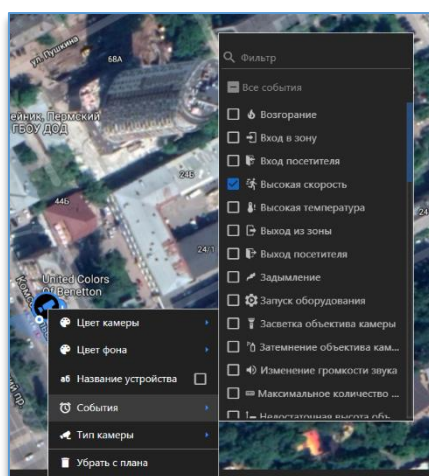 ул. Пушкина
68А
Фильтр
Все события
Возгорание
Пермский
ГБОУ ДОД
Вход в зону
Вход посетителя
24Б
Высокая скорость
44Б
Высокая температура
24
Выход из зоны
24/1
Выход посетителя
United Colors
Of Benetton
Задымление
Запуск оборудования
Цвет камеры
Засветка объектива камеры
Цвет фона
Затемнение объектива кам...
аб Название устройства
Изменение громкости звука
События
Максимальное количество ...
Недостаточная высота объ...
Тип камеры
Убрать с плана